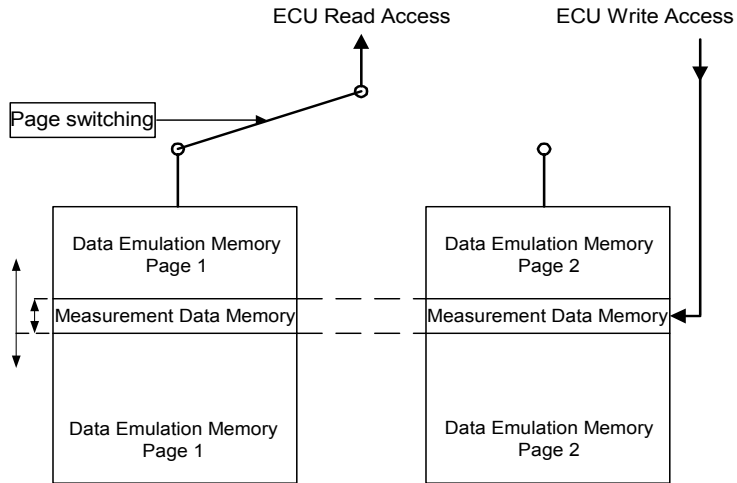 ECU Read Access
ECU Write Access
Page switching
Data Emulation Memory
Page 1
Data Emulation Memory
Page 2
Measurement Data Memory
Measurement Data Memory
Data Emulation Memory
Page 1
Data Emulation Memory
Page 2